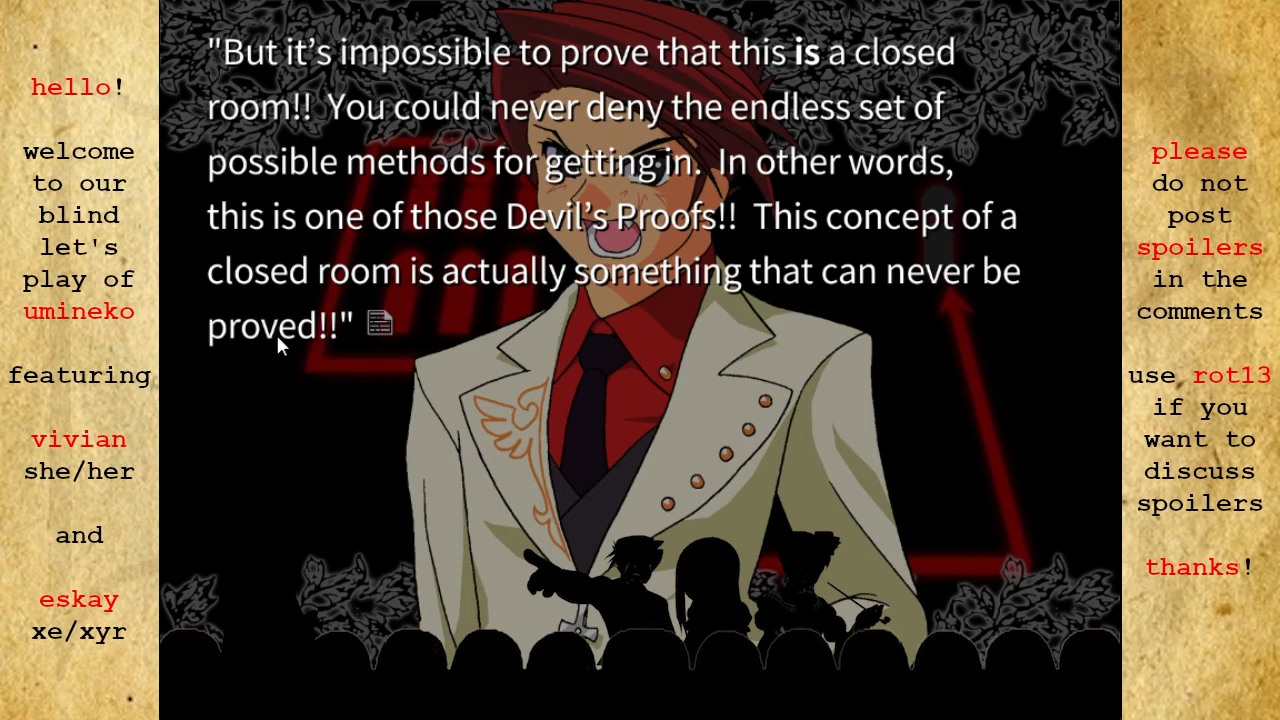 hello!
welcome
to our
blind
let's
play of
umineko
featuring
vivian
she/her
and
eskay
xe/xyr
"But it’s impossible to prove that this is a closed
room!!  You could never deny the endless set of
possible methods for getting in.  In other words,
this is one of those Devil’s Proofs!!  This concept of a
closed room is actually something that can never be
proved!!"
please
do not
post
spoilers
in the
comments
use rot13
if you
want to
discuss
spoilers
thanks!